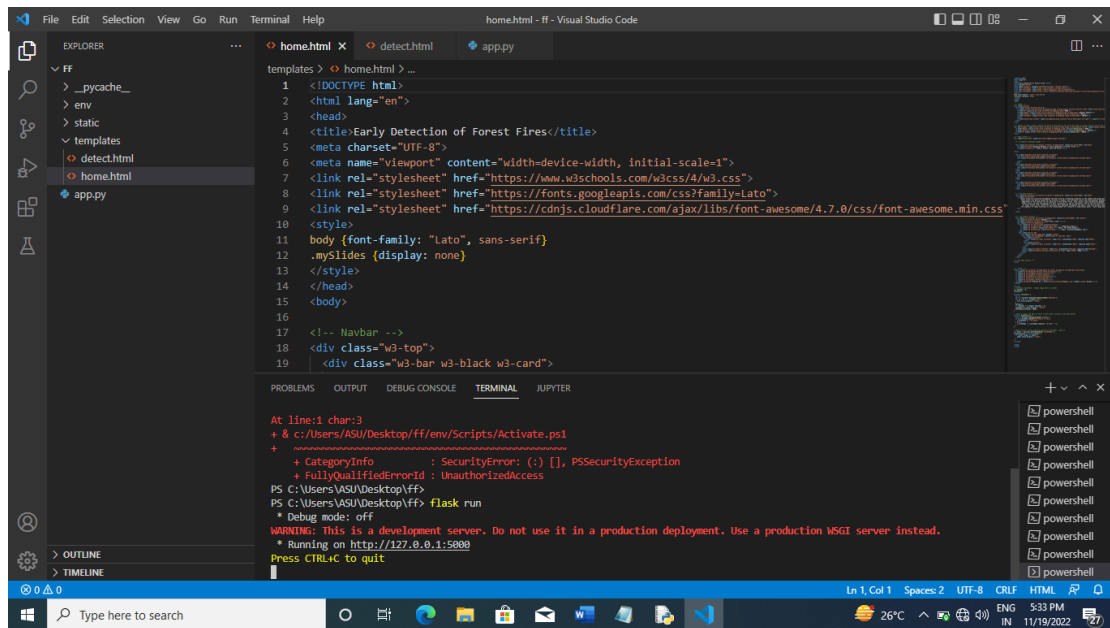 File Edit Selection View Go Run Terminal Help
home.html - ff - Visual Studio Code
EXPLORER
FF
__pycache__
env
static
templates
detect.html
home.html
app.py
OUTLINE
TIMELINE
home.html
detect.html
app.py
templates > home.html > ...
1 <!DOCTYPE html>
2 <html lang="en">
3 <head>
4 <title>Early Detection of Forest Fires</title>
5 <meta charset="UTF-8">
6 <meta name="viewport" content="width=device-width, initial-scale=1">
7 <link rel="stylesheet" href="https://www.w3schools.com/w3css/4/w3.css">
8 <link rel="stylesheet" href="https://fonts.googleapis.com/css?family=Lato">
9 <link rel="stylesheet" href="https://cdnjs.cloudflare.com/ajax/libs/font-awesome/4.7.0/css/font-awesome.min.css"
10 <style>
11 body {font-family: "Lato", sans-serif}
12 .mySlides {display: none}
13 </style>
14 </head>
15 <body>
16
17 <!-- Navbar -->
18 <div class="w3-top">
19 <div class="w3-bar w3-black w3-card">
PROBLEMS OUTPUT DEBUG CONSOLE TERMINAL JUPYTER
At line:1 char:3
+ & c:/Users/ASU/Desktop/ff/env/Scripts/Activate.ps1
+ ~~~~~~~~~~~~~~~~~~~~~~~~~~~~~~~~~~~~~~~~~~~~~~~~
+ CategoryInfo : SecurityError: (:) [], PSSecurityException
+ FullyQualifiedErrorId : UnauthorizedAccess
PS C:\Users\ASU\Desktop\ff>
PS C:\Users\ASU\Desktop\ff> flask run
* Debug mode: off
WARNING: This is a development server. Do not use it in a production deployment. Use a production WSGI server instead.
* Running on http://127.0.0.1:5000
Press CTRL+C to quit
powershell
powershell
powershell
powershell
powershell
powershell
powershell
powershell
powershell
powershell
0 0
Ln 1, Col 1 Spaces: 2 UTF-8 CRLF HTML
Type here to search
26°C
ENG
IN
5:33 PM
11/19/2022
27